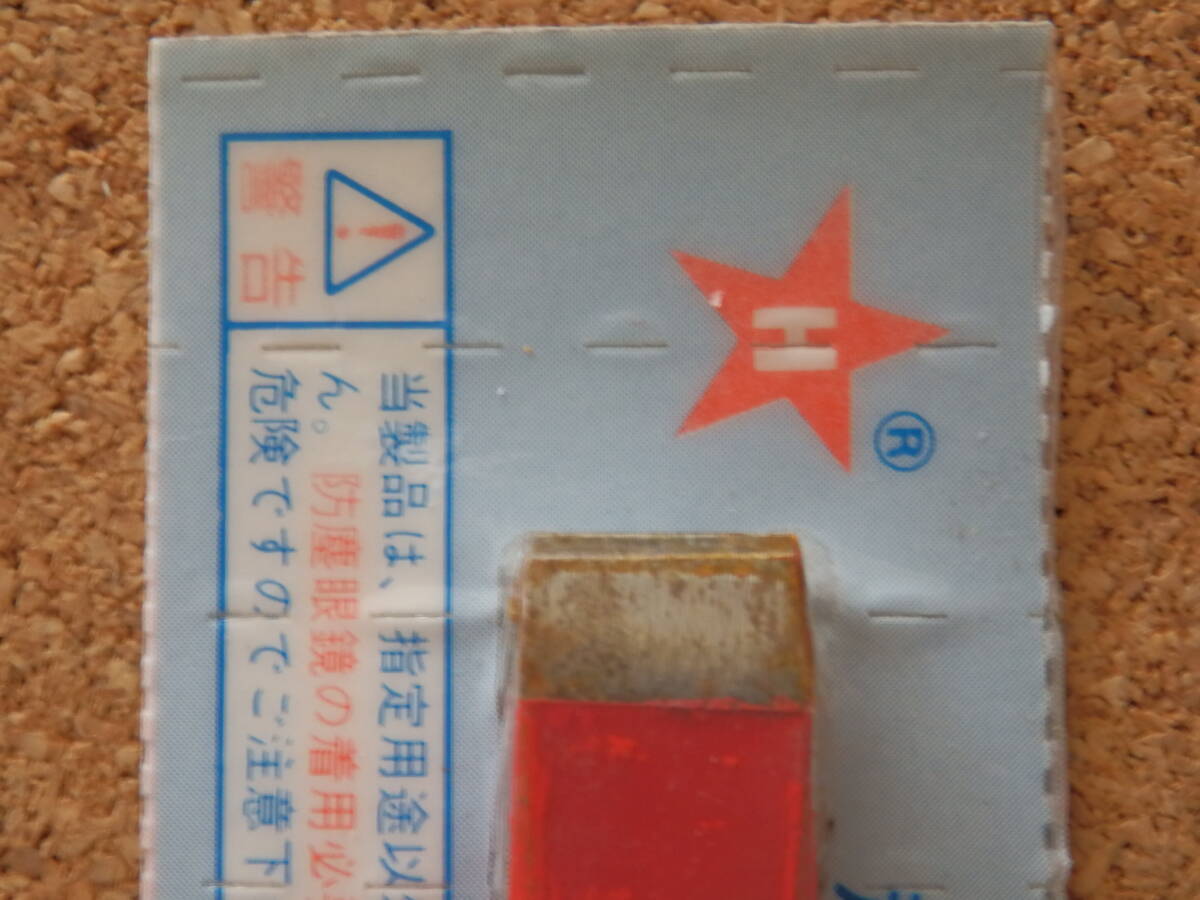 警告
当製品は、指定用途以
ん。防塵眼鏡の着用必
危険ですのでご注意下
H
®